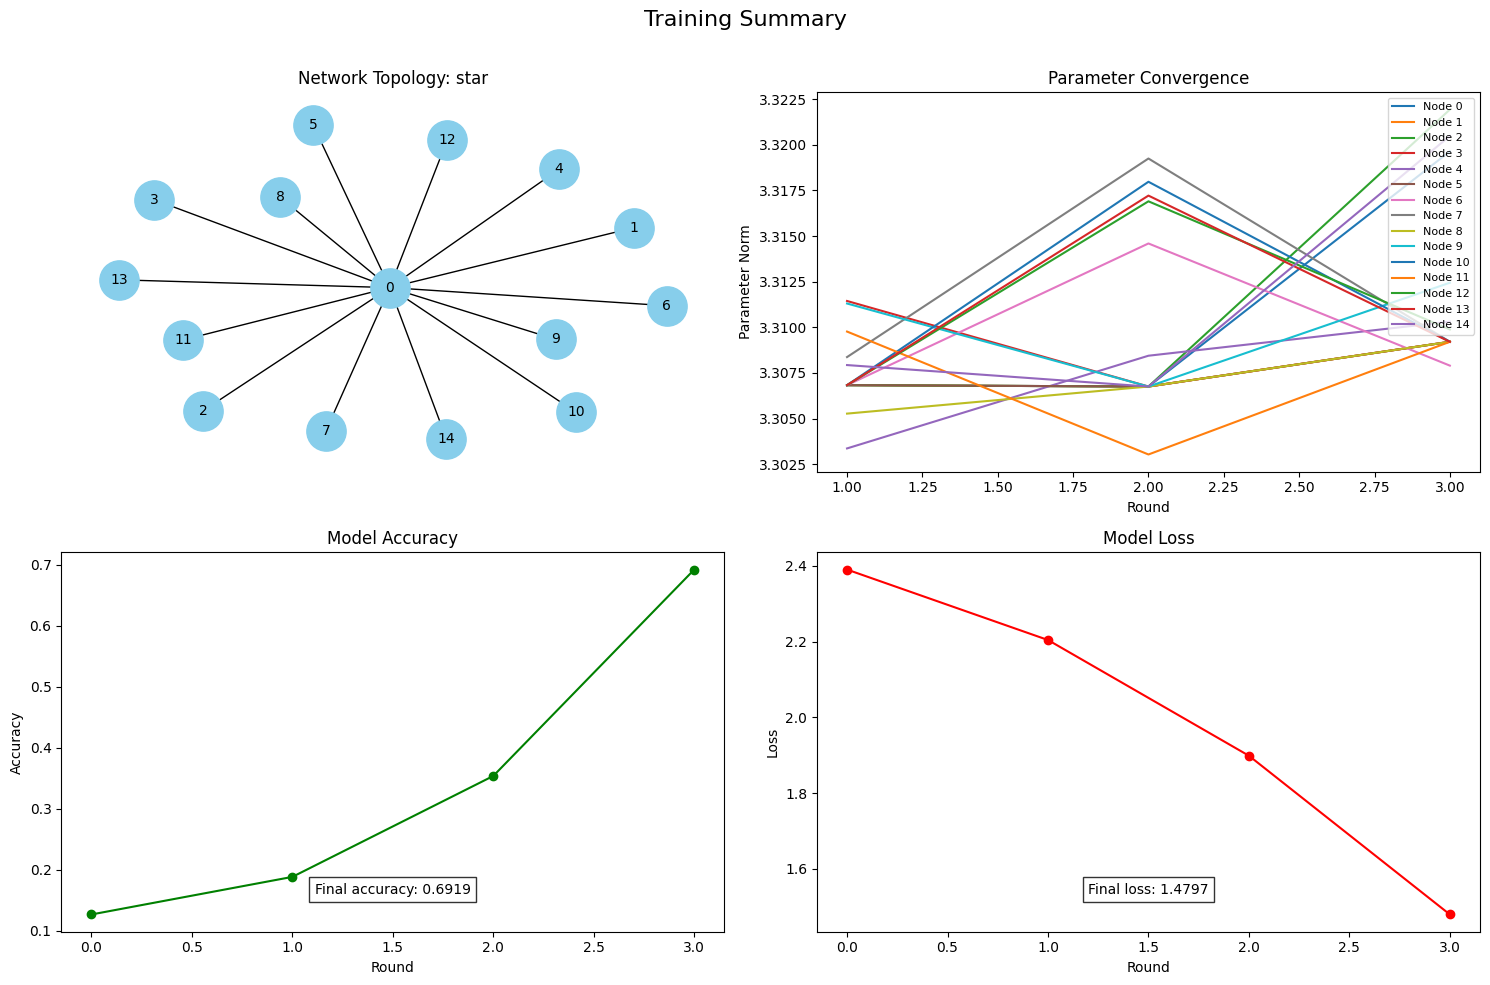 Training Summary
Network Topology: star
5
12
4
3
8
1
13
0
6
11
9
2
10
7
14
Parameter Convergence
3.3225
3.3200
3.3175
3.3150
3.3125
3.3100
3.3075
3.3050
3.3025
Parameter Norm
Node 0
Node 1
Node 2
Node 3
Node 4
Node 5
Node 6
Node 7
Node 8
Node 9
Node 10
Node 11
Node 12
Node 13
Node 14
1.00 1.25 1.50 1.75 2.00 2.25 2.50 2.75 3.00
Round
Model Accuracy
0.7
0.6
0.5
0.4
0.3
0.2
0.1
Accuracy
Final accuracy: 0.6919
0.0 0.5 1.0 1.5 2.0 2.5 3.0
Round
Model Loss
2.4
2.2
2.0
1.8
1.6
Loss
Final loss: 1.4797
0.0 0.5 1.0 1.5 2.0 2.5 3.0
Round